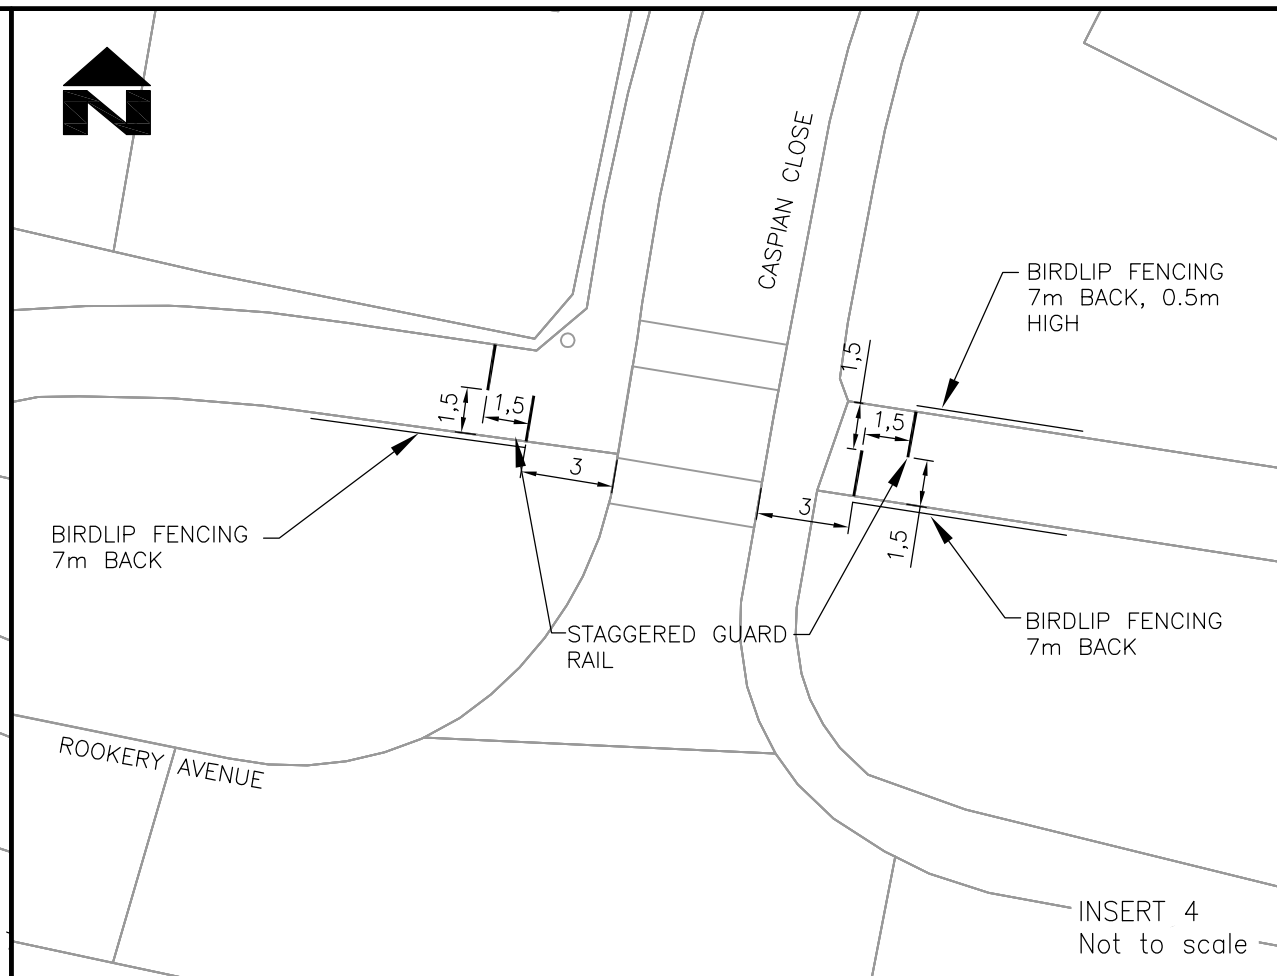 N
CASPIAN CLOSE
BIRDLIP FENCING
7m BACK, 0.5m
HIGH
1,5
1,5
1,5
1,5
3
3
1,5
BIRDLIP FENCING
7m BACK
STAGGERED GUARD
RAIL
BIRDLIP FENCING
7m BACK
ROOKERY AVENUE
INSERT 4
Not to scale